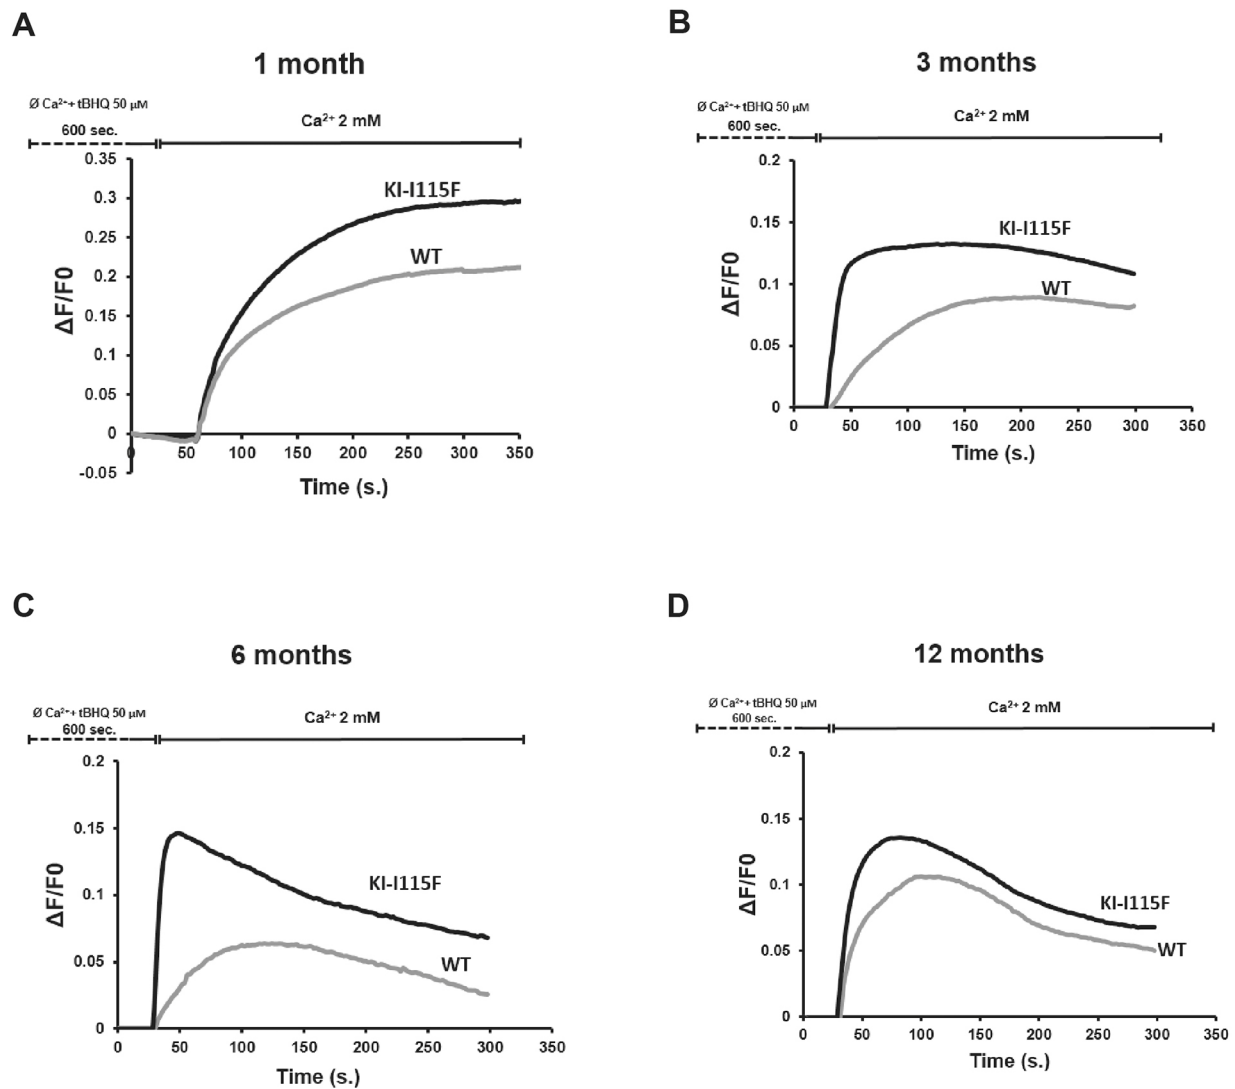 A
1 month
Ø Ca²⁺+ tBHQ 50 µM
600 sec.
Ca²⁺ 2 mM
0.35
0.3
0.25
0.2
0.15
0.1
0.05
0
-0.05
ΔF/F0
KI-I115F
WT
0 50 100 150 200 250 300 350
Time (s.)
B
3 months
Ø Ca²⁺+ tBHQ 50 µM
600 sec.
Ca²⁺ 2 mM
0.2
0.15
0.1
0.05
0
ΔF/F0
KI-I115F
WT
0 50 100 150 200 250 300 350
Time (s.)
C
6 months
Ø Ca²⁺+ tBHQ 50 µM
600 sec.
Ca²⁺ 2 mM
0.2
0.15
0.1
0.05
0
ΔF/F0
KI-I115F
WT
0 50 100 150 200 250 300 350
Time (s.)
D
12 months
Ø Ca²⁺+ tBHQ 50 µM
600 sec.
Ca²⁺ 2 mM
0.2
0.15
0.1
0.05
0
ΔF/F0
KI-I115F
WT
0 50 100 150 200 250 300 350
Time (s.)